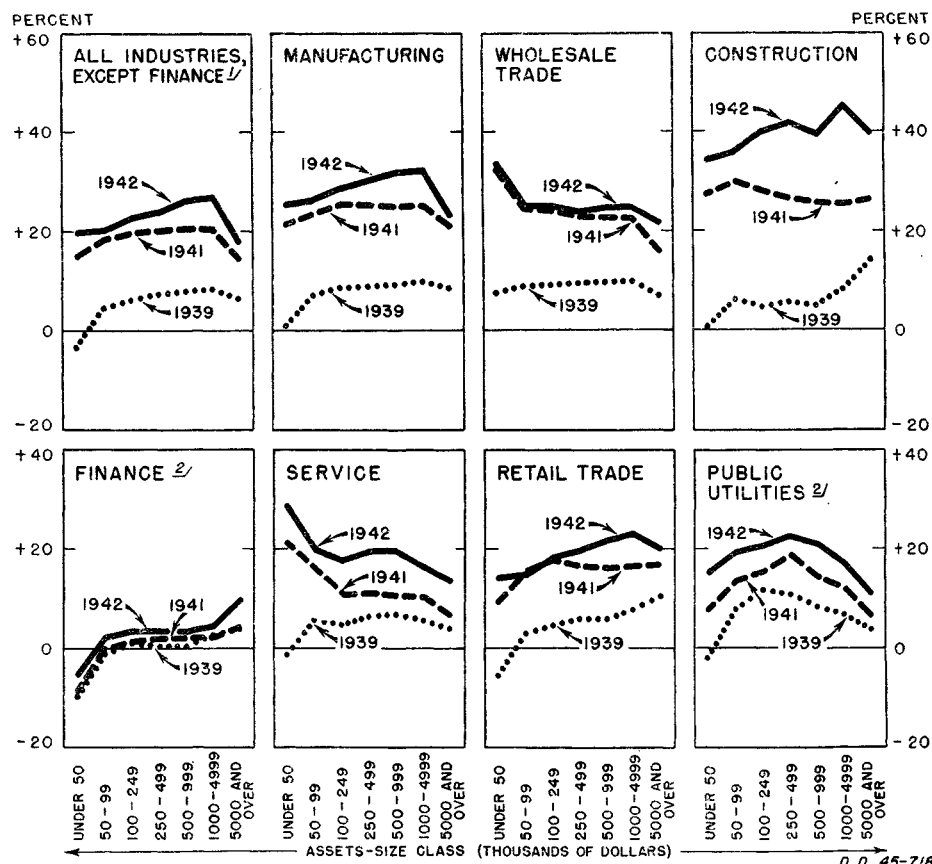 PERCENT
PERCENT
+60
+60
ALL INDUSTRIES,
EXCEPT FINANCE 1/
MANUFACTURING
WHOLESALE
TRADE
CONSTRUCTION
1942
+40
+40
1942
1942
1942
+20
+20
1941
1941
1941
1941
1939
1939
1939
1939
0
0
-20
-20
+40
+40
FINANCE 2/
SERVICE
RETAIL TRADE
PUBLIC
UTILITIES 2/
1942
1942
1942
+20
+20
1942
1941
1941
1941
1941
1939
1939
1939
1939
0
0
-20
-20
UNDER 50
50-99
100-249
250-499
500-999
1000-4999
5000 AND
OVER
UNDER 50
50-99
100-249
250-499
500-999
1000-4999
5000 AND
OVER
UNDER 50
50-99
100-249
250-499
500-999
1000-4999
5000 AND
OVER
UNDER 50
50-99
100-249
250-499
500-999
1000-4999
5000 AND
OVER
ASSETS-SIZE CLASS (THOUSANDS OF DOLLARS)